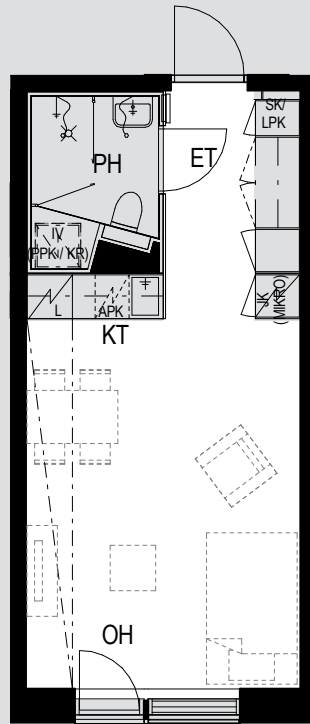 SK/
LPK
PH
ET
IV
(PPK / KR)
L
APK
JK
(MIKRO)
KT
OH